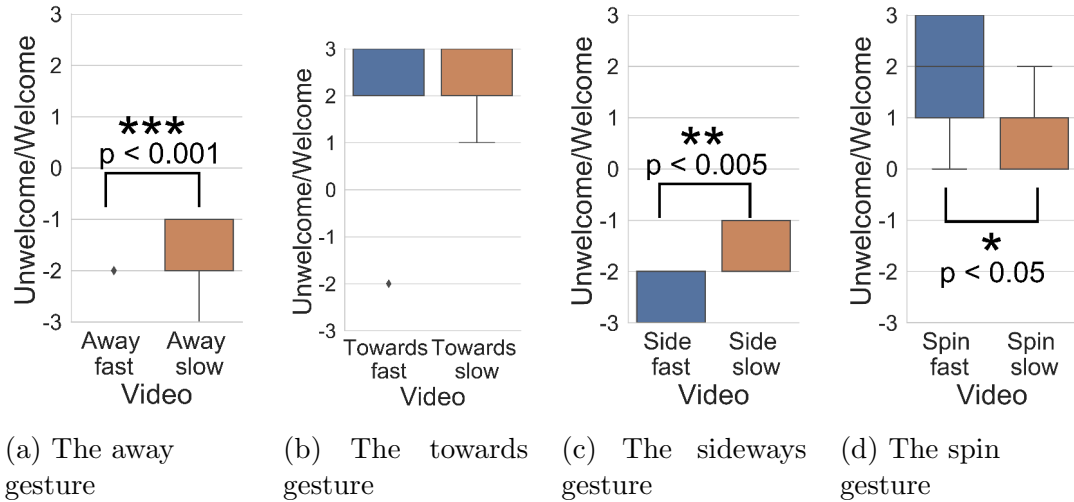 Unwelcome/Welcome
3
2
1
0
-1
-2
-3
***
p < 0.001
Away fast
Away slow
Video
(a) The away
gesture
Unwelcome/Welcome
3
2
1
0
-1
-2
-3
Towards fast
Towards slow
Video
(b) The towards
gesture
Unwelcome/Welcome
3
2
1
0
-1
-2
-3
**
p < 0.005
Side fast
Side slow
Video
(c) The sideways
gesture
Unwelcome/Welcome
3
2
1
0
-1
-2
-3
*
p < 0.05
Spin fast
Spin slow
Video
(d) The spin
gesture